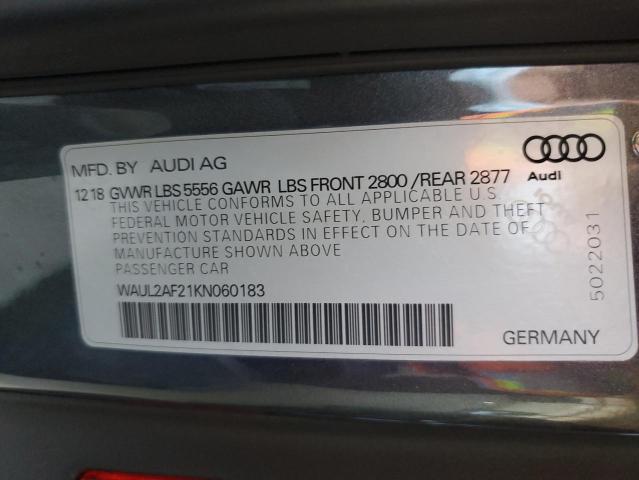 MFD. BY AUDI AG
12 18 GVWR LBS 5556 GAWR LBS FRONT 2800 / REAR 2877
THIS VEHICLE CONFORMS TO ALL APPLICABLE U.S.
FEDERAL MOTOR VEHICLE SAFETY, BUMPER AND THEFT
PREVENTION STANDARDS IN EFFECT ON THE DATE OF
MANUFACTURE SHOWN ABOVE
PASSENGER CAR
WAUL2AF21KN060183
Audi
5022031
GERMANY